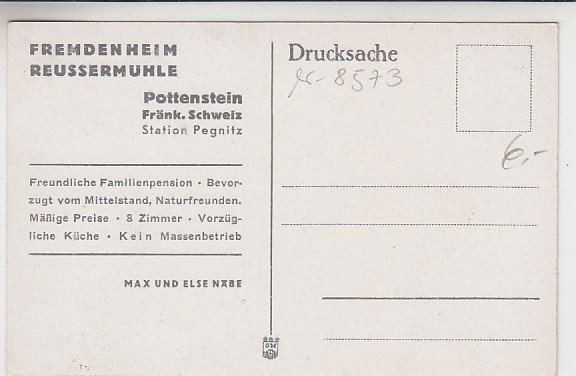 FREMDENHEIM
REUSSERMÜHLE
Pottenstein
Fränk. Schweiz
Station Pegnitz
Freundliche Familienpension · Bevor-
zugt vom Mittelstand, Naturfreunden.
Mäßige Preise · 8 Zimmer · Vorzüg-
liche Küche · Kein Massenbetrieb
MAX UND ELSE NÄBE
Drucksache
8573
6,-